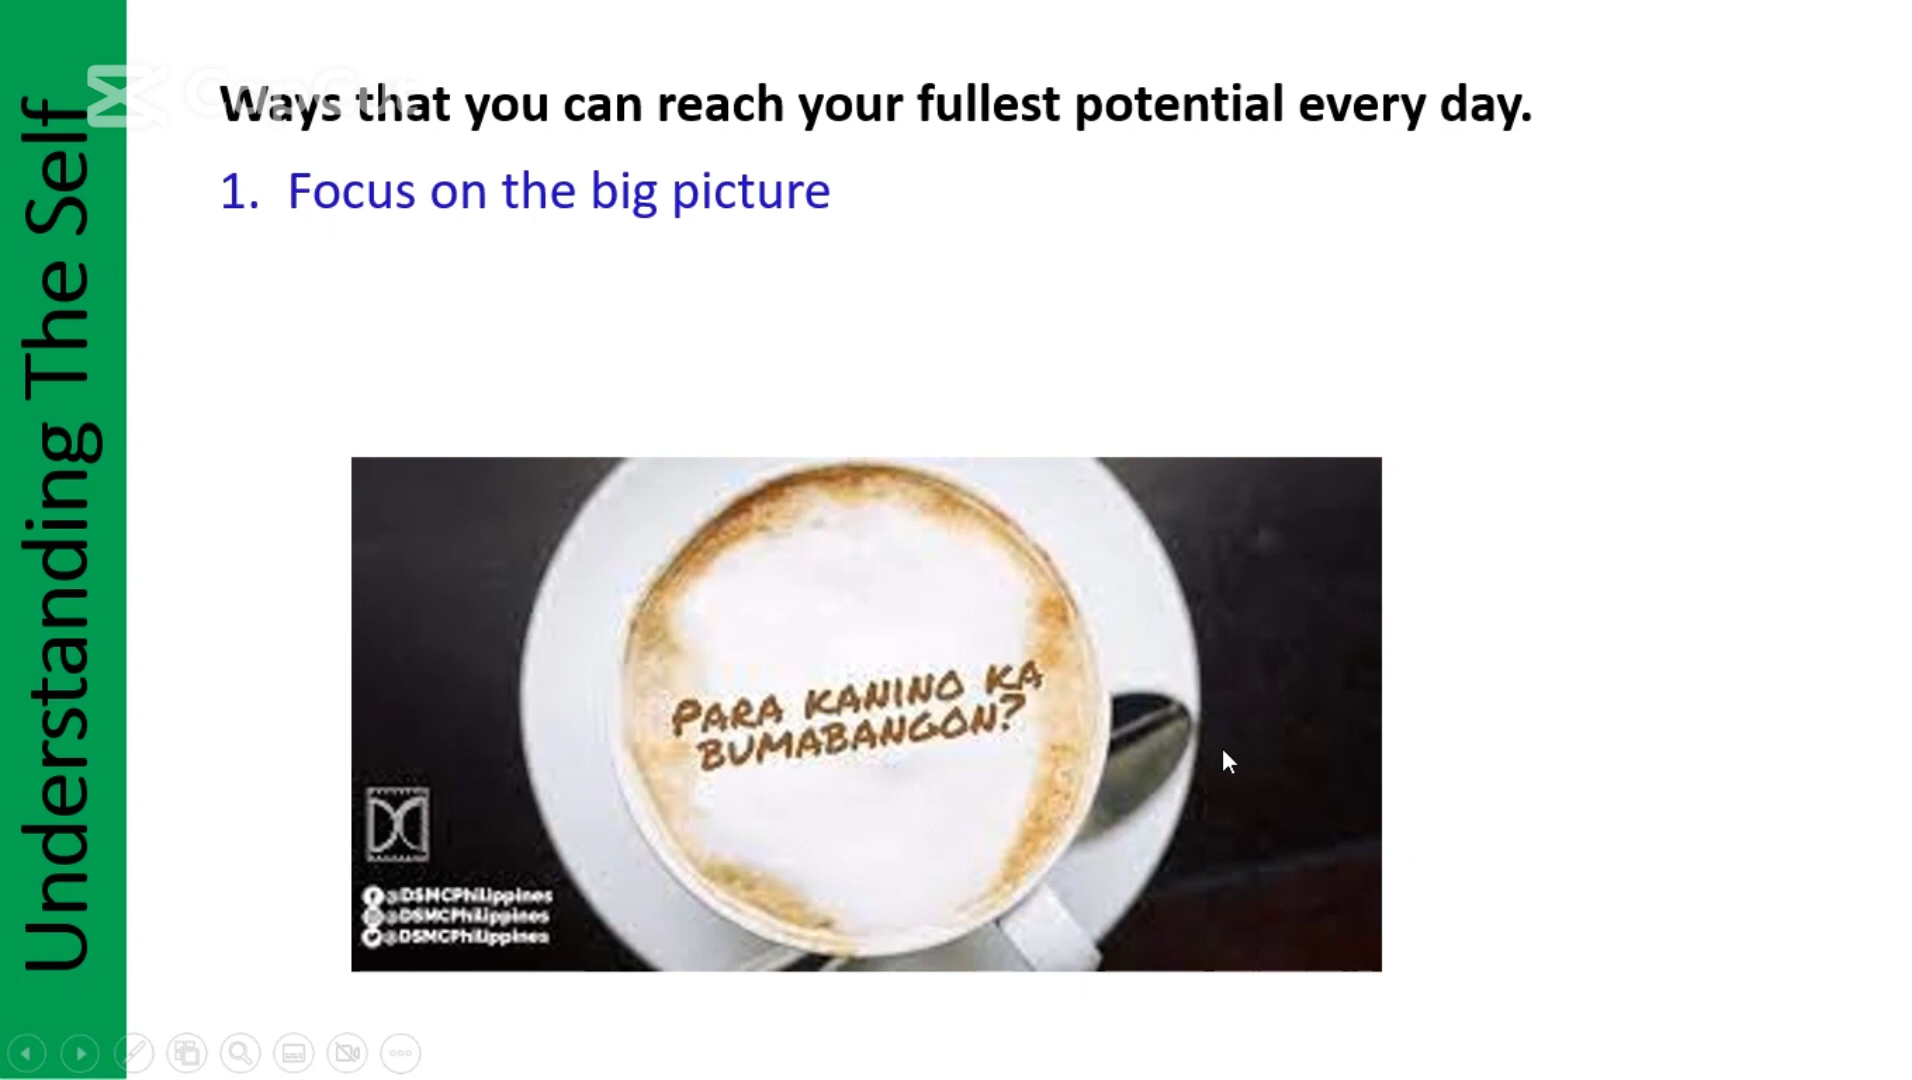 Understanding The Self
CapCut
Ways that you can reach your fullest potential every day.
1. Focus on the big picture
PARA KANINO KA
BUMABANGON?
@DSMCPhilippines
@DSMCPhilippines
@DSMCPhilippines